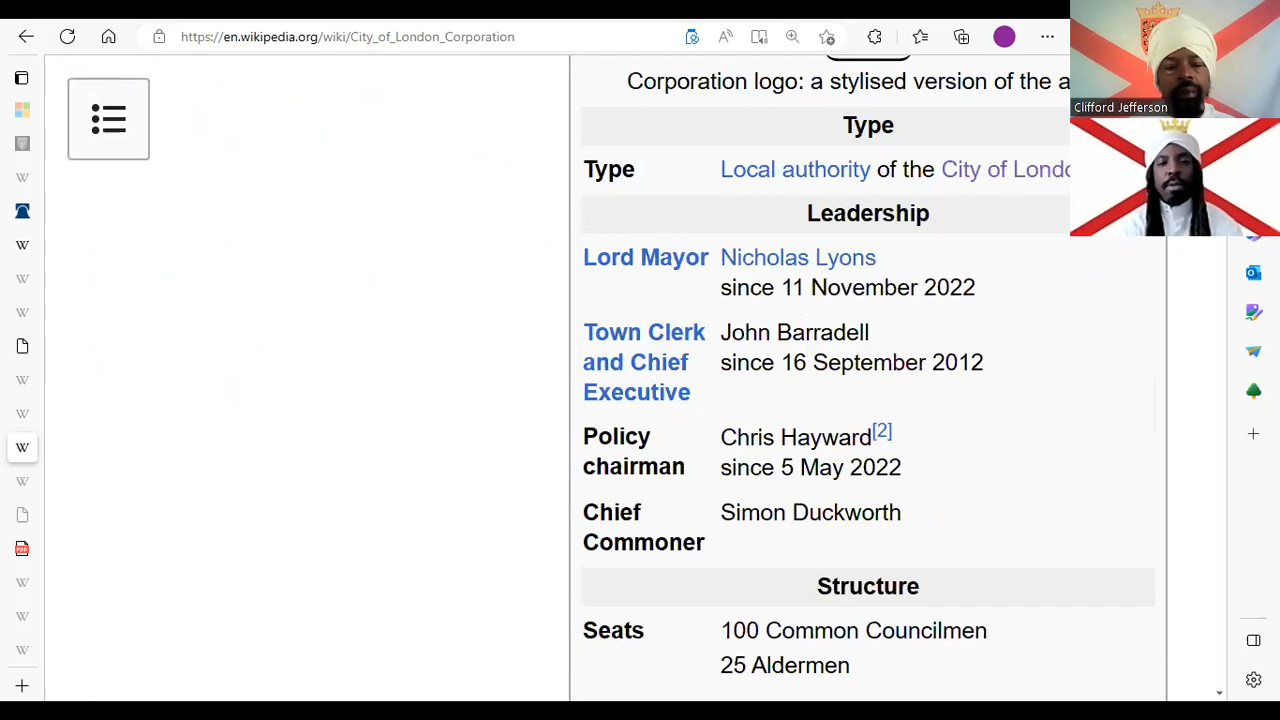 https://en.wikipedia.org/wiki/City_of_London_Corporation
Corporation logo: a stylised version of the a
Type
Type Local authority of the City of Londo
Leadership
Lord Mayor Nicholas Lyons
since 11 November 2022
Town Clerk and Chief Executive John Barradell
since 16 September 2012
Policy chairman Chris Hayward[2]
since 5 May 2022
Chief Commoner Simon Duckworth
Structure
Seats 100 Common Councilmen
25 Aldermen
Clifford Jefferson